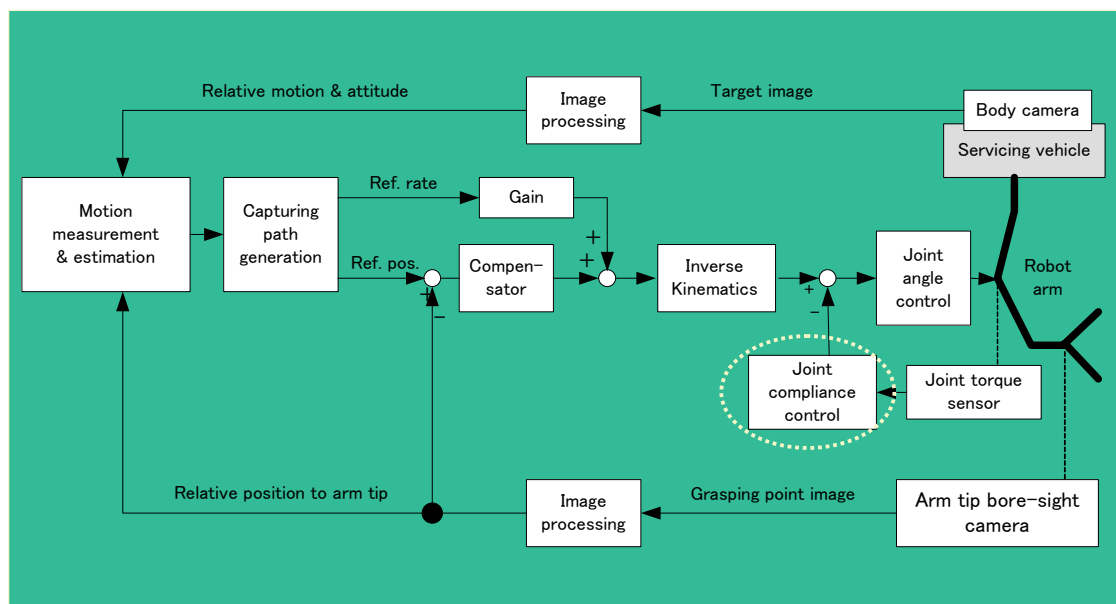 Relative motion & attitude
Image
processing
Target image
Body camera
Servicing vehicle
Motion
measurement
& estimation
Capturing
path
generation
Ref. rate
Gain
+
+
Ref. pos.
+
−
Compen-
sator
Inverse
Kinematics
+
−
Joint
angle
control
Robot
arm
Joint
compliance
control
Joint torque
sensor
Relative position to arm tip
Image
processing
Grasping point image
Arm tip bore-sight
camera